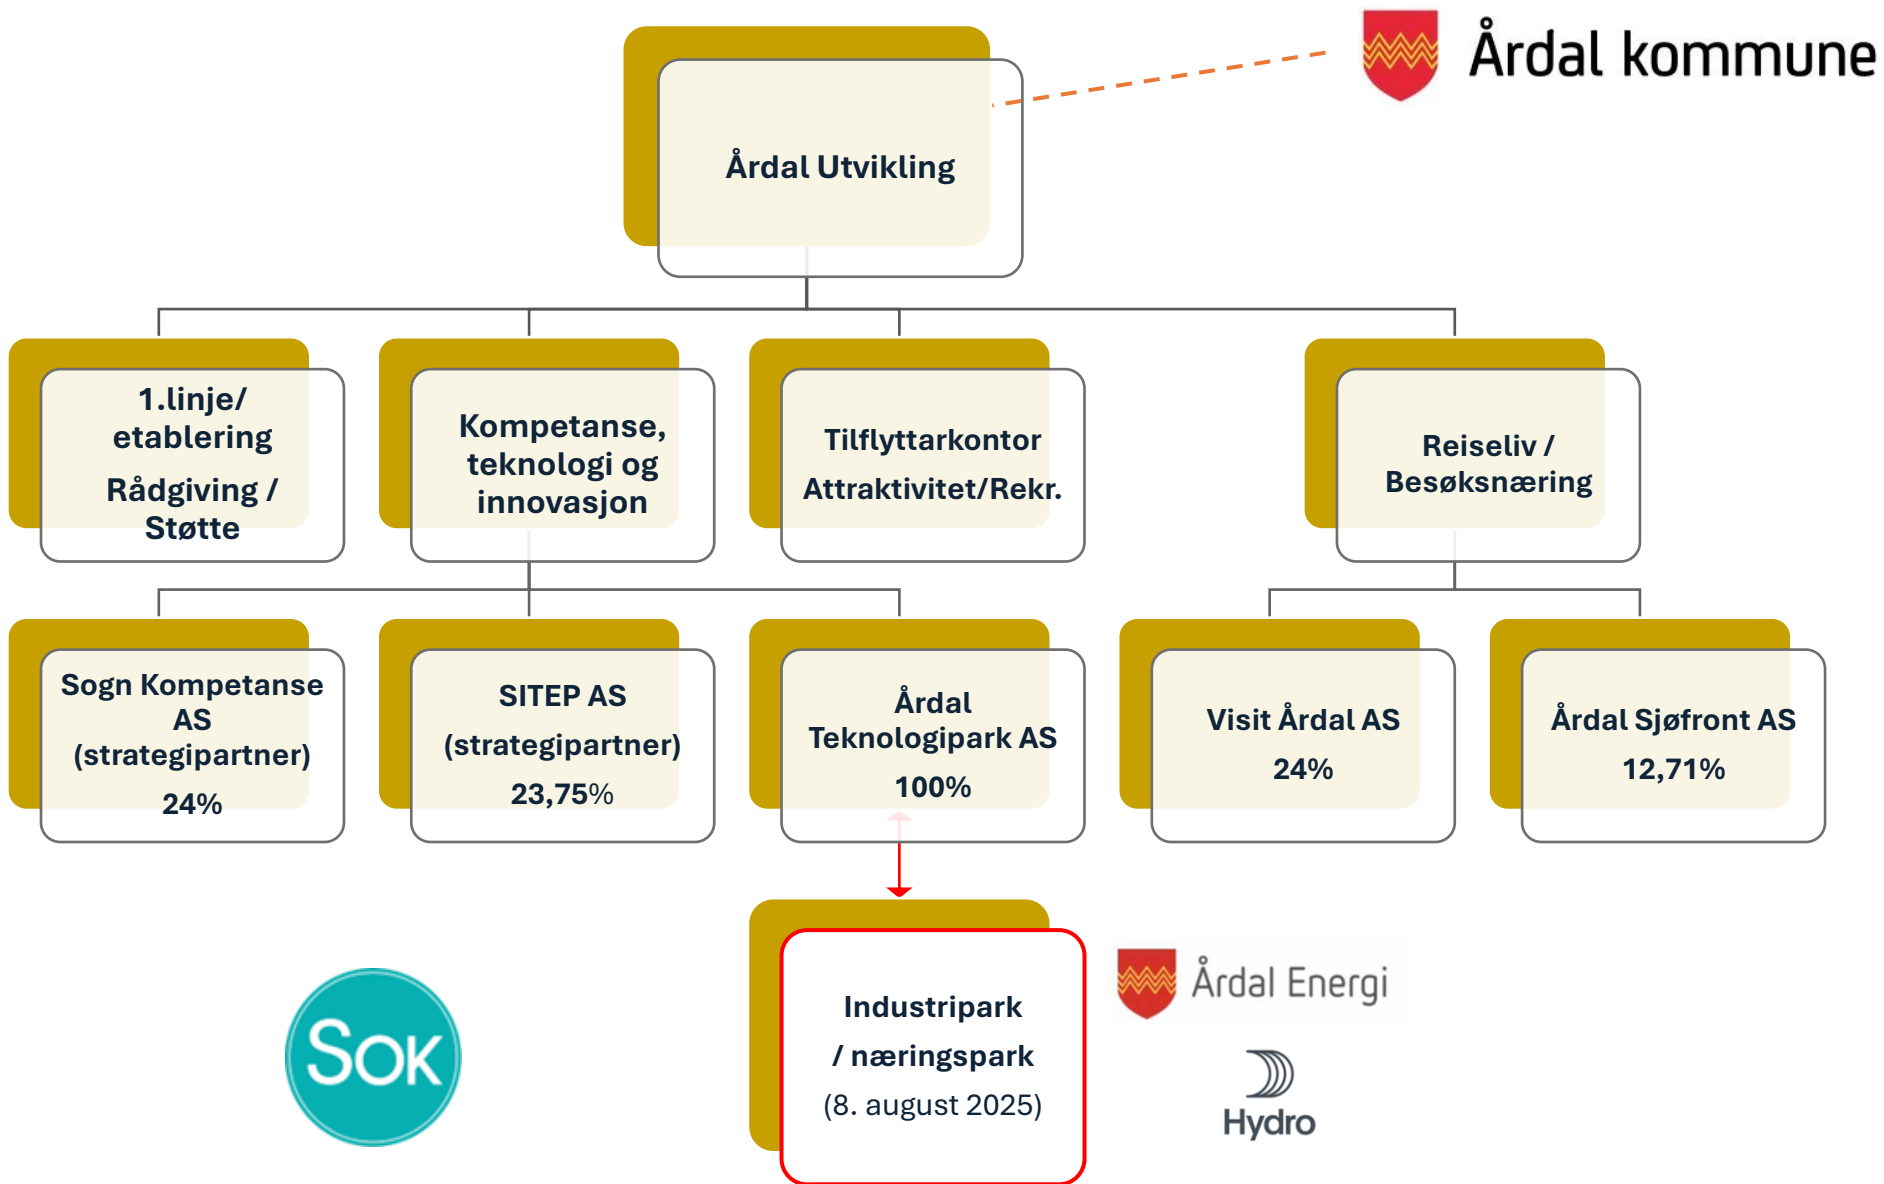 Årdal kommune
Årdal Utvikling
1.linje/
etablering
Rådgiving /
Støtte
Kompetanse,
teknologi og
innovasjon
Tilflyttarkontor
Attraktivitet/Rekr.
Reiseliv /
Besøksnæring
Sogn Kompetanse
AS
(strategipartner)
24%
SITEP AS
(strategipartner)
23,75%
Årdal
Teknologipark AS
100%
Visit Årdal AS
24%
Årdal Sjøfront AS
12,71%
SOK
Industripark
/ næringspark
(8. august 2025)
Årdal Energi
Hydro